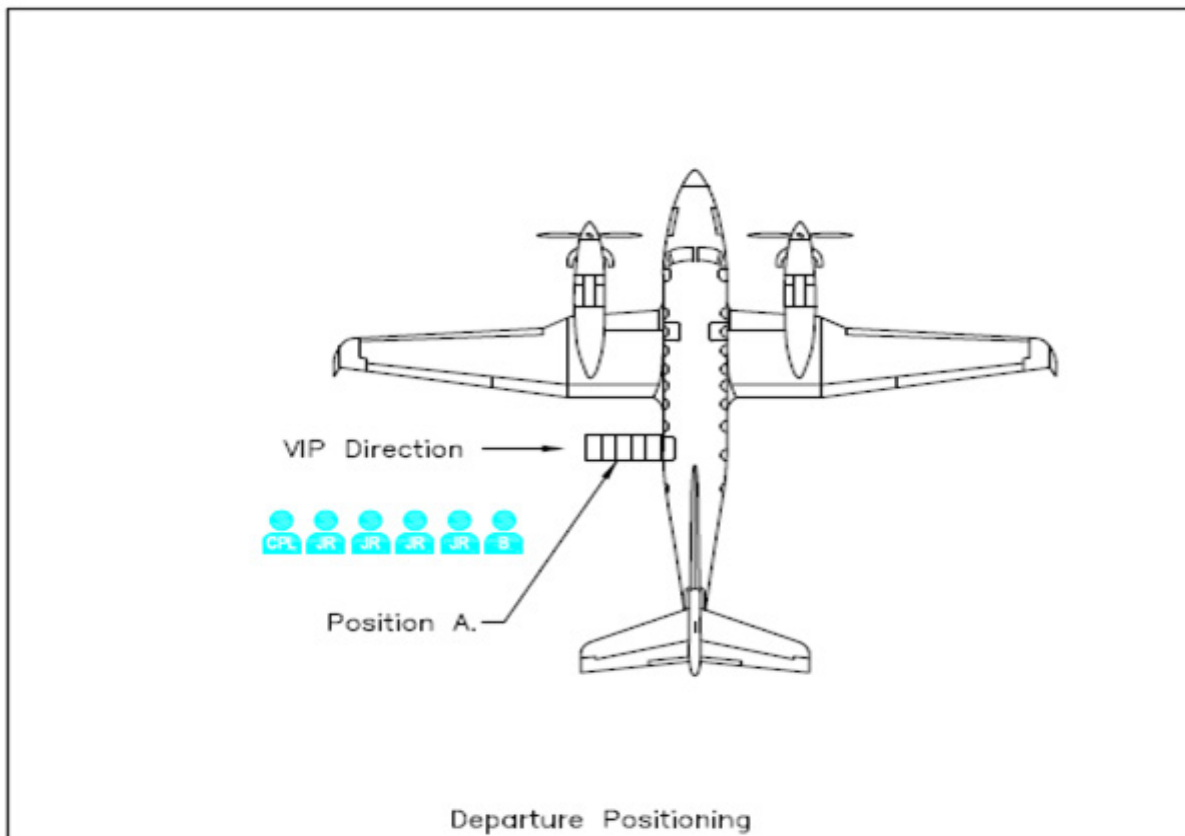 VIP Direction
CPL JR JR JR JR B
Position A.
Departure Positioning